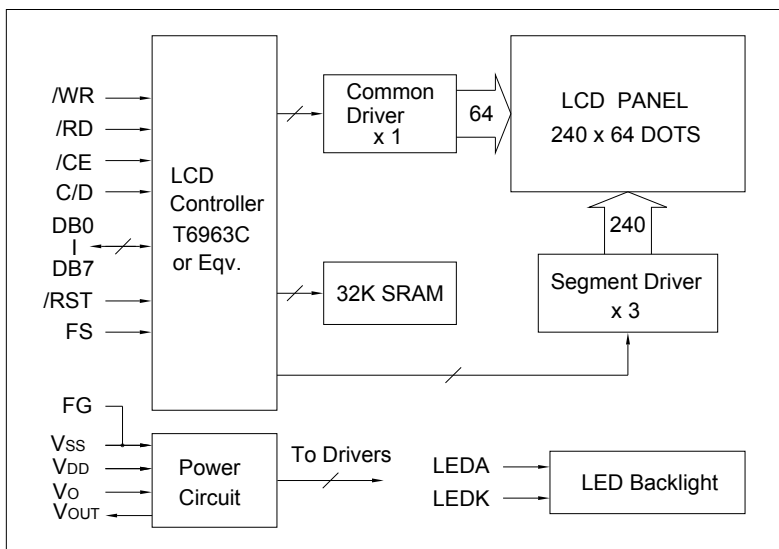 /WR
/RD
/CE
C/D
DB0
DB7
/RST
FS
LCD
Controller
T6963C
or Eqv.
Common
Driver
x 1
64
LCD PANEL
240 x 64 DOTS
240
32K SRAM
Segment Driver
x 3
FG
VSS
VDD
VO
VOUT
Power
Circuit
To Drivers
LEDA
LEDK
LED Backlight